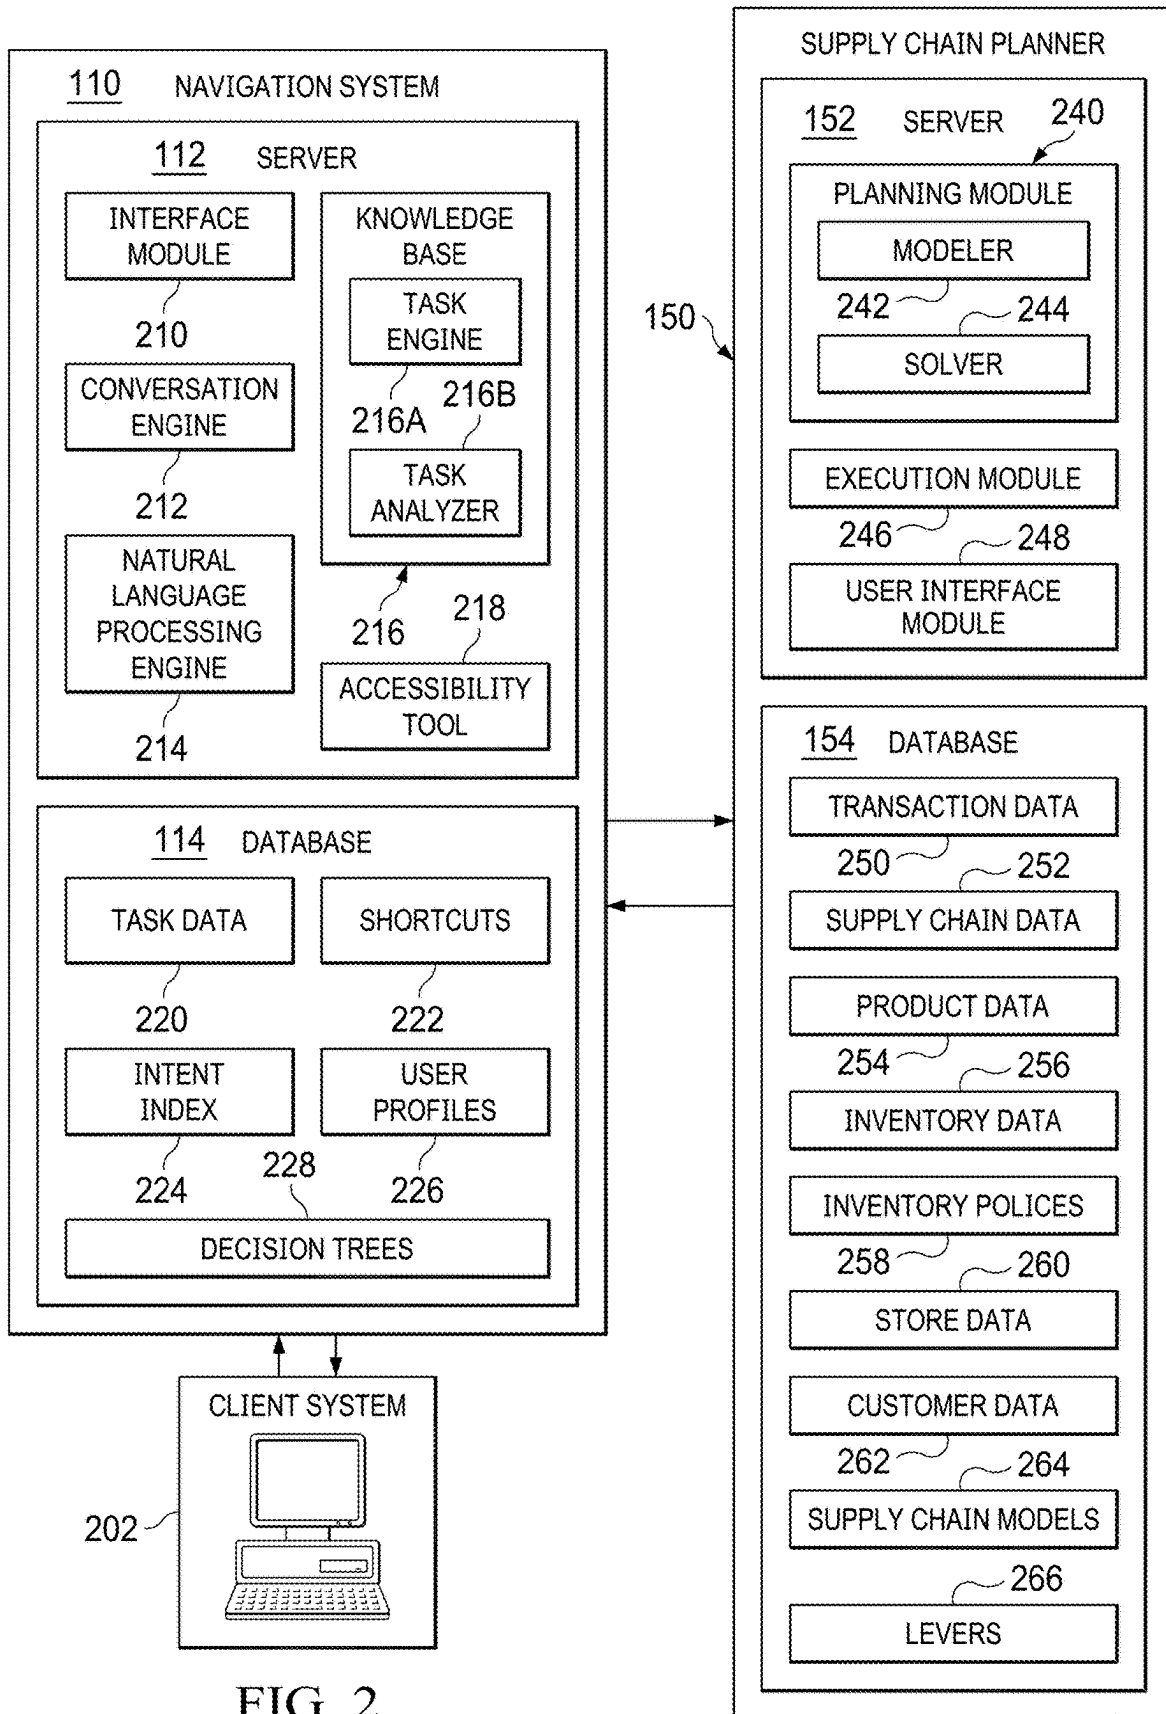 110 NAVIGATION SYSTEM
112 SERVER
INTERFACE
MODULE
210
CONVERSATION
ENGINE
212
NATURAL
LANGUAGE
PROCESSING
ENGINE
214
KNOWLEDGE
BASE
TASK
ENGINE
216A
216B
TASK
ANALYZER
216
218
ACCESSIBILITY
TOOL
114 DATABASE
TASK DATA
220
SHORTCUTS
222
INTENT
INDEX
224
USER
PROFILES
226
228
DECISION TREES
CLIENT SYSTEM
202
FIG. 2
150
SUPPLY CHAIN PLANNER
152 SERVER
240
PLANNING MODULE
MODELER
242
244
SOLVER
EXECUTION MODULE
246
248
USER INTERFACE
MODULE
154 DATABASE
TRANSACTION DATA
250
252
SUPPLY CHAIN DATA
PRODUCT DATA
254
256
INVENTORY DATA
INVENTORY POLICES
258
260
STORE DATA
CUSTOMER DATA
262
264
SUPPLY CHAIN MODELS
266
LEVERS